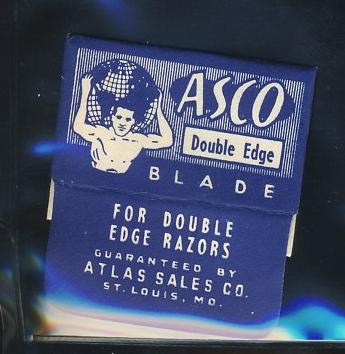 ASCO
Double Edge
BLADE
FOR DOUBLE
EDGE RAZORS
GUARANTEED BY
ATLAS SALES CO.
ST. LOUIS, MO.